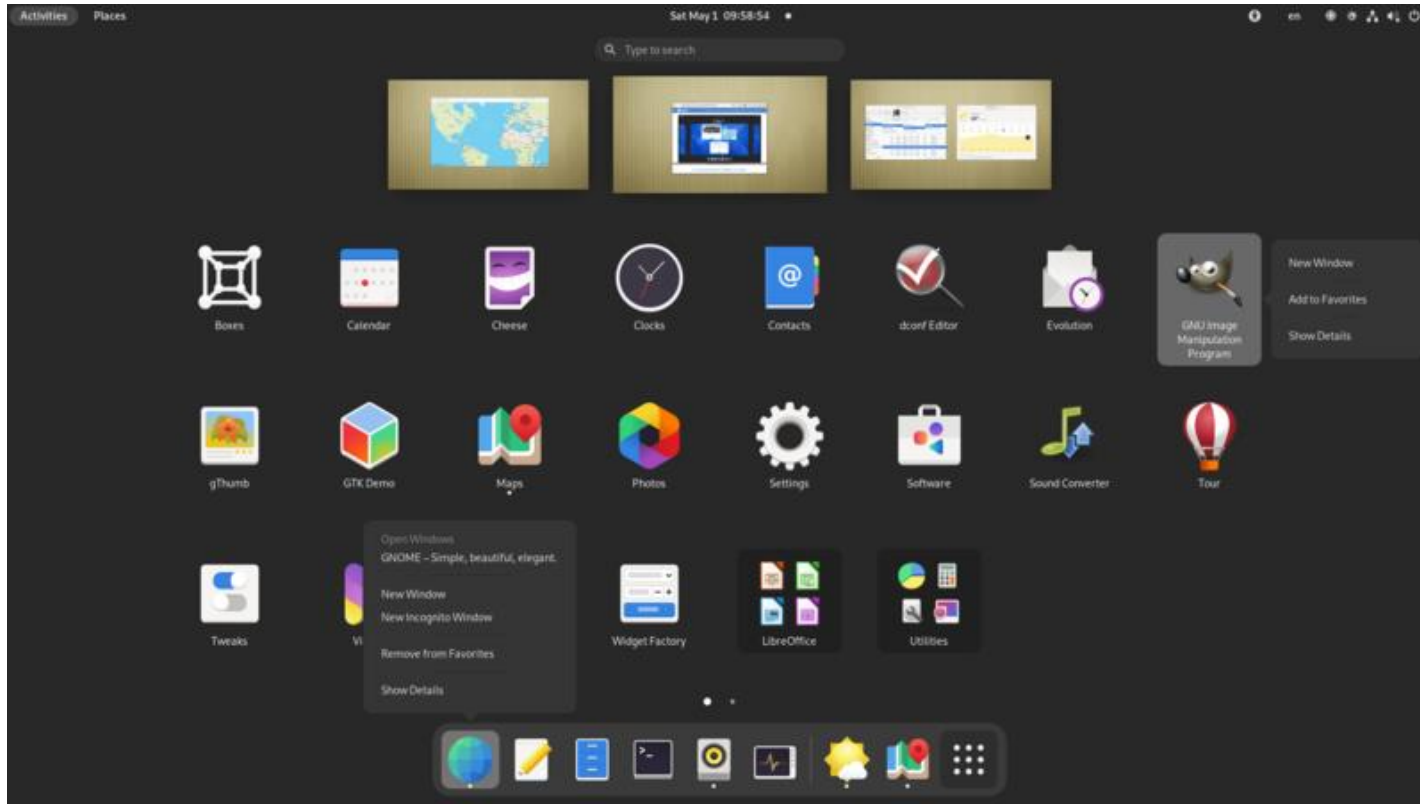 Activities Places Sat May 1 09:58:54 en
Type to search
New Window
Add to Favorites
Show Details
Boxes Calendar Cheese Clocks Contacts dconf Editor Evolution GNU Image
Manipulation
Program
gThumb GTK Demo Maps Photos Settings Software Sound Converter Tour
Open Windows
GNOME – Simple, beautiful, elegant.
New Window
New Incognito Window
Remove from Favorites
Show Details
Tweaks Vi Widget Factory LibreOffice Utilities